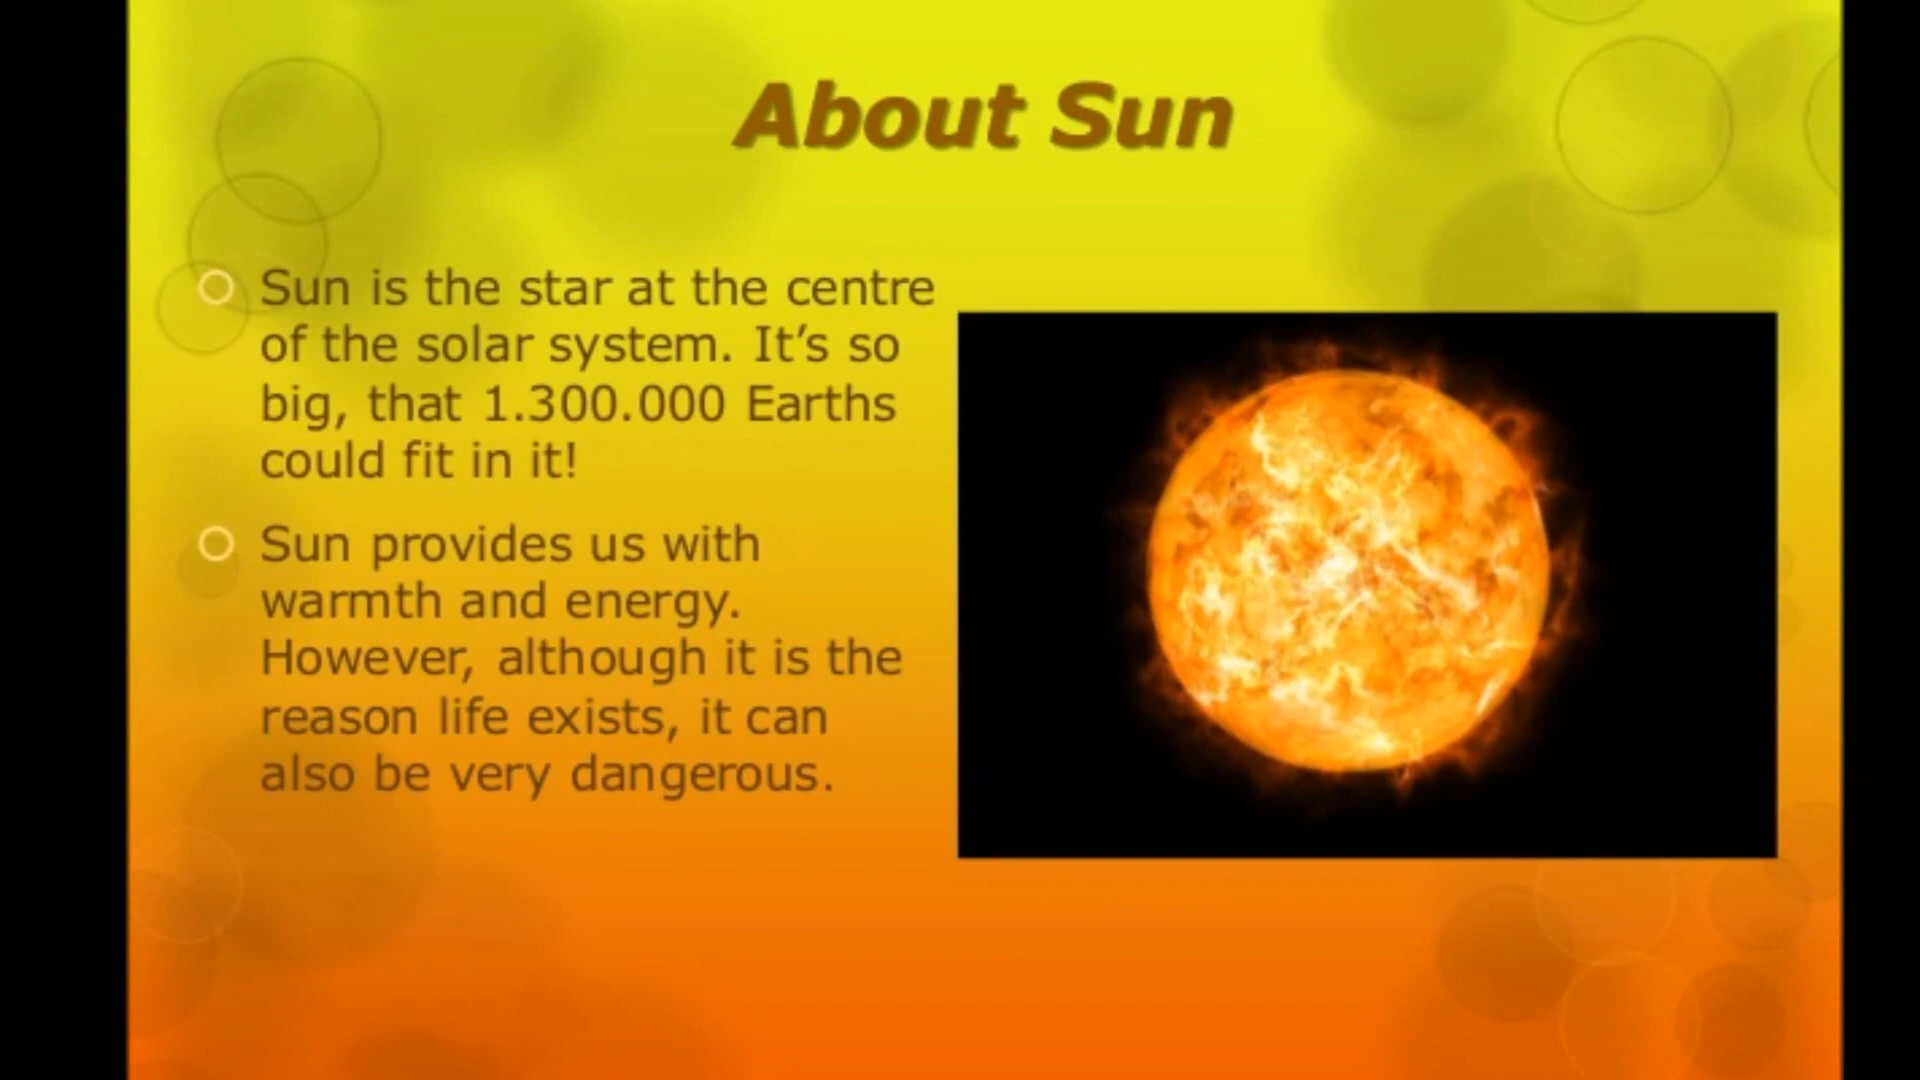 About Sun
Sun is the star at the centre
of the solar system. It’s so
big, that 1.300.000 Earths
could fit in it!
Sun provides us with
warmth and energy.
However, although it is the
reason life exists, it can
also be very dangerous.